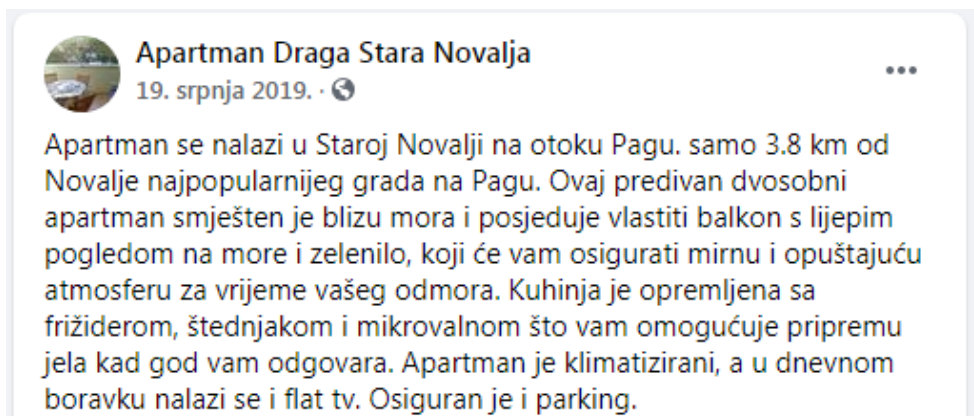 Apartman Draga Stara Novalja
19. srpnja 2019. ·
Apartman se nalazi u Staroj Novalji na otoku Pagu. samo 3.8 km od
Novalje najpopularnijeg grada na Pagu. Ovaj predivan dvosobni
apartman smješten je blizu mora i posjeduje vlastiti balkon s lijepim
pogledom na more i zelenilo, koji će vam osigurati mirnu i opuštajuću
atmosferu za vrijeme vašeg odmora. Kuhinja je opremljena sa
frižiderom, štednjakom i mikrovalnom što vam omogućuje pripremu
jela kad god vam odgovara. Apartman je klimatizirani, a u dnevnom
boravku nalazi se i flat tv. Osiguran je i parking.